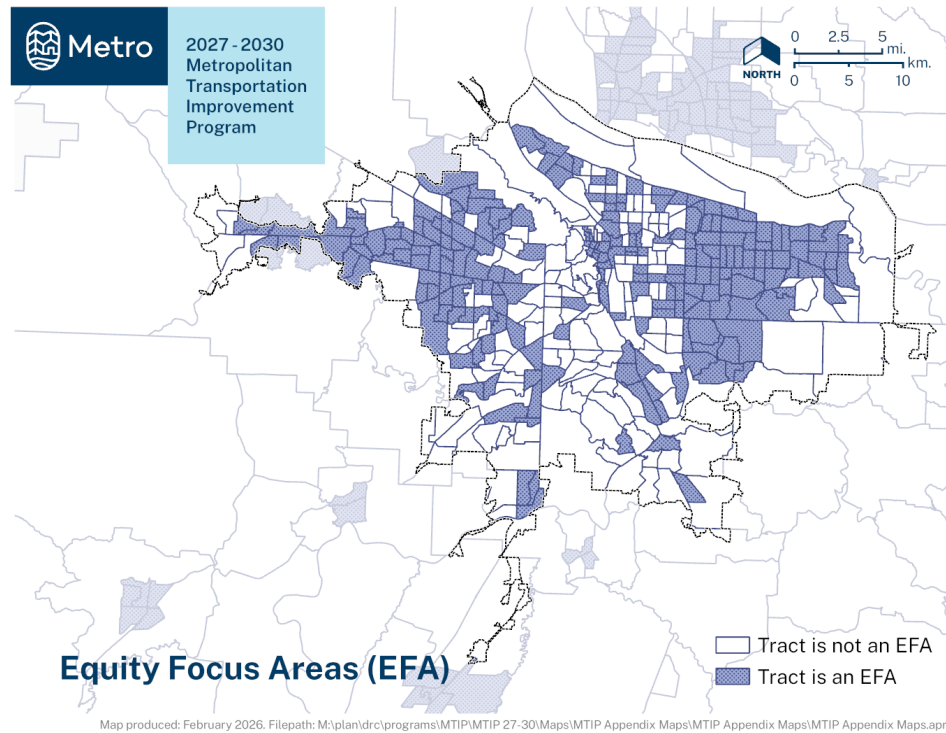 Metro
2027 - 2030
Metropolitan
Transportation
Improvement
Program
0 2.5 5
mi.
km.
0 5 10
NORTH
Equity Focus Areas (EFA)
Tract is not an EFA
Tract is an EFA
Map produced: February 2026. Filepath: M:\plan\drc\programs\MTIP\MTIP 27-30\Maps\MTIP Appendix Maps\MTIP Appendix Maps\MTIP Appendix Maps.apr